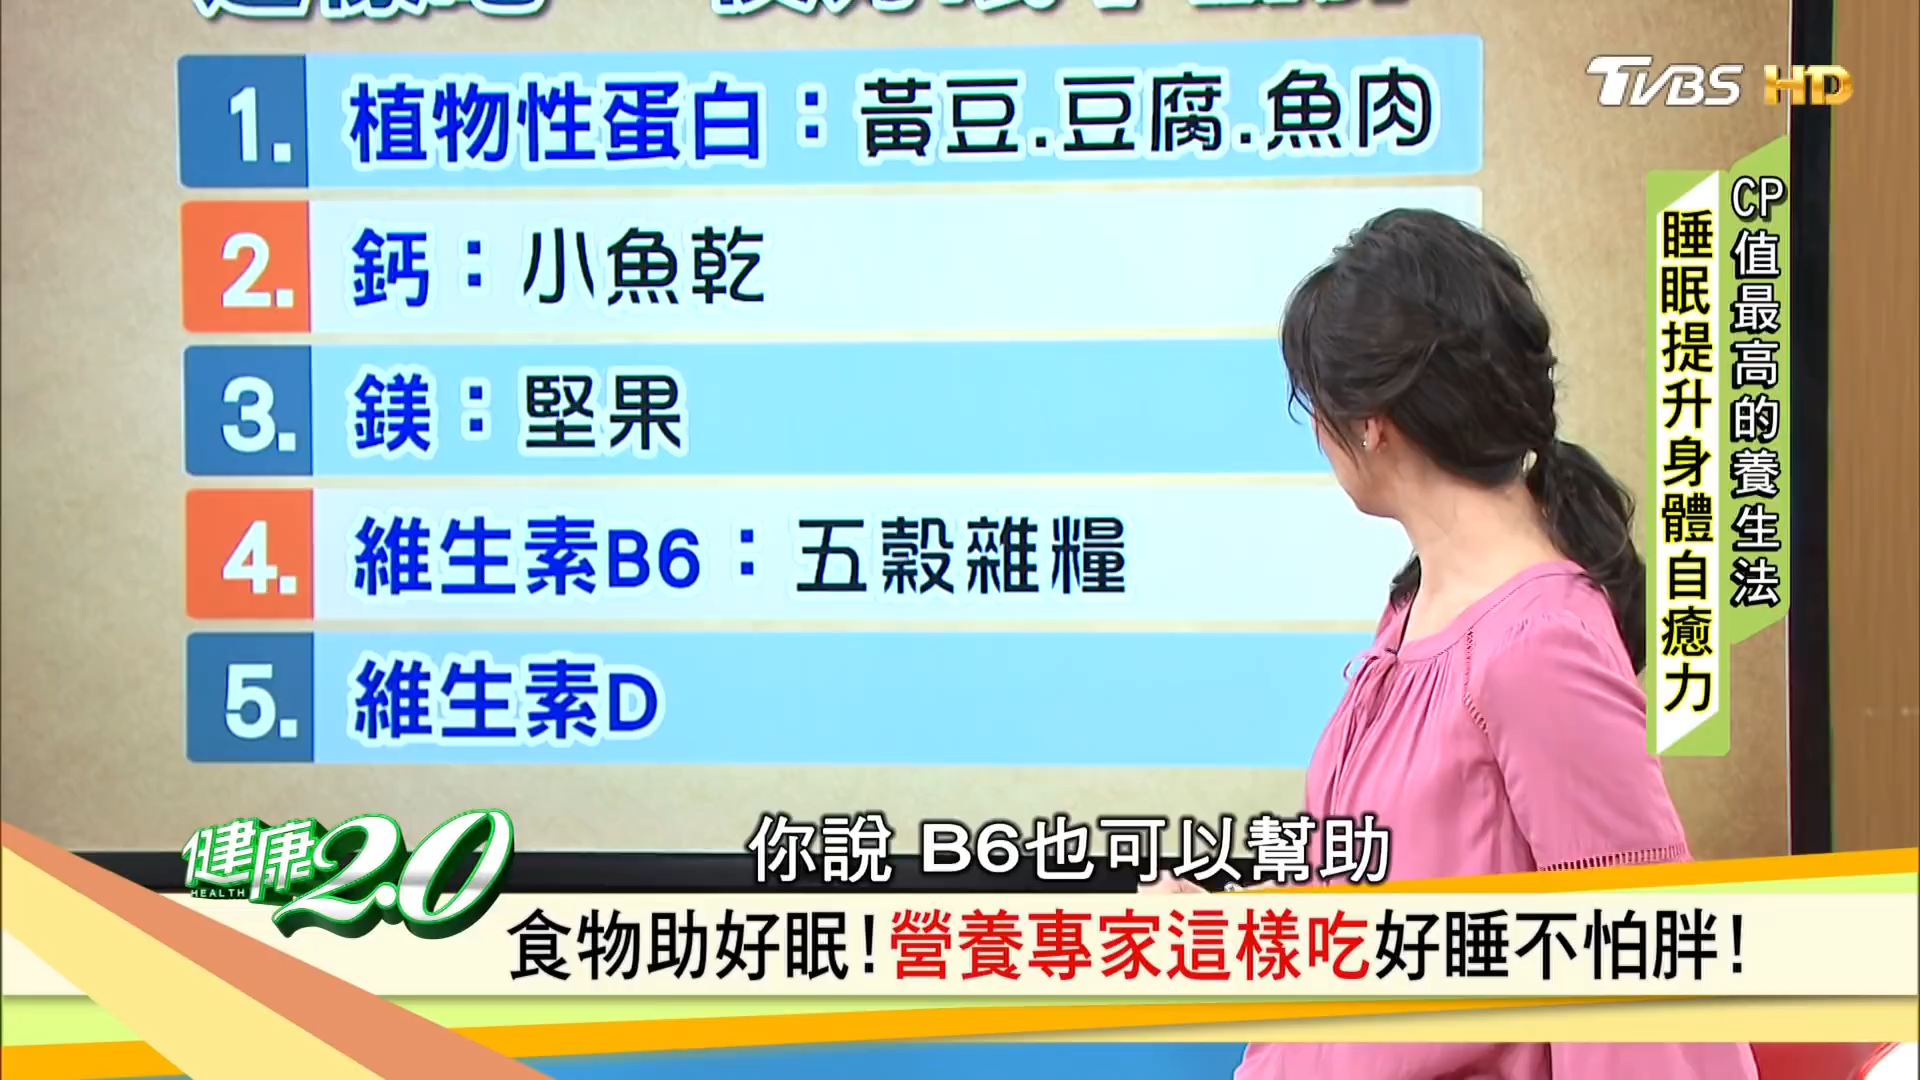 1. 植物性蛋白：黃豆.豆腐.魚肉
2. 鈣：小魚乾
3. 鎂：堅果
4. 維生素B6：五穀雜糧
5. 維生素D
TVBS HD
CP值最高的養生法
睡眠提升身體自癒力
你說 B6也可以幫助
健康2.0
HEALTH
食物助好眠!營養專家這樣吃好睡不怕胖!